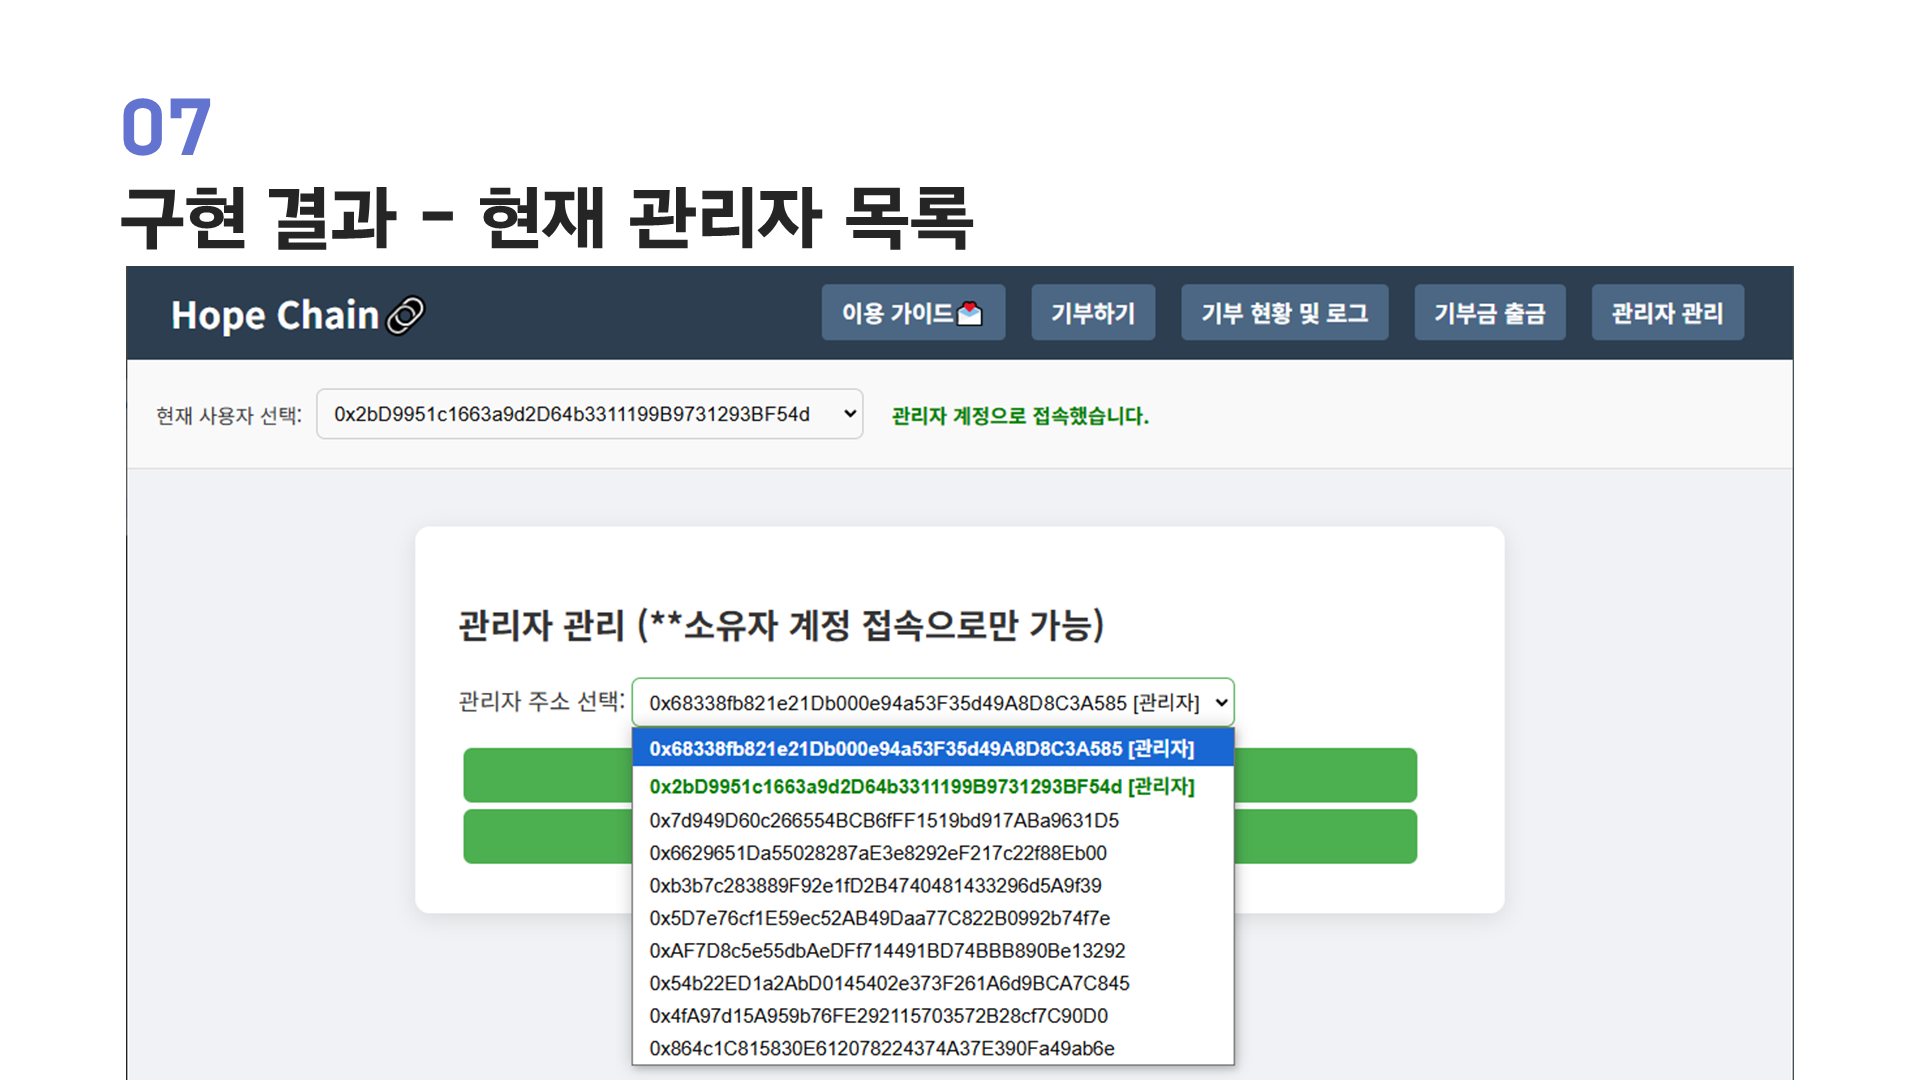 07
구현 결과 - 현재 관리자 목록
Hope Chain
이용 가이드
기부하기
기부 현황 및 로그
기부금 출금
관리자 관리
현재 사용자 선택:
0x2bD9951c1663a9d2D64b3311199B9731293BF54d
관리자 계정으로 접속했습니다.
관리자 관리 (**소유자 계정 접속으로만 가능)
관리자 주소 선택:
0x68338fb821e21Db000e94a53F35d49A8D8C3A585 [관리자]
0x68338fb821e21Db000e94a53F35d49A8D8C3A585 [관리자]
0x2bD9951c1663a9d2D64b3311199B9731293BF54d [관리자]
0x7d949D60c266554BCB6fFF1519bd917ABa9631D5
0x6629651Da55028287aE3e8292eF217c22f88Eb00
0xb3b7c283889F92e1fD2B4740481433296d5A9f39
0x5D7e76cf1E59ec52AB49Daa77C822B0992b74f7e
0xAF7D8c5e55dbAeDFf714491BD74BBB890Be13292
0x54b22ED1a2AbD0145402e373F261A6d9BCA7C845
0x4fA97d15A959b76FE292115703572B28cf7C90D0
0x864c1C815830E612078224374A37E390Fa49ab6e